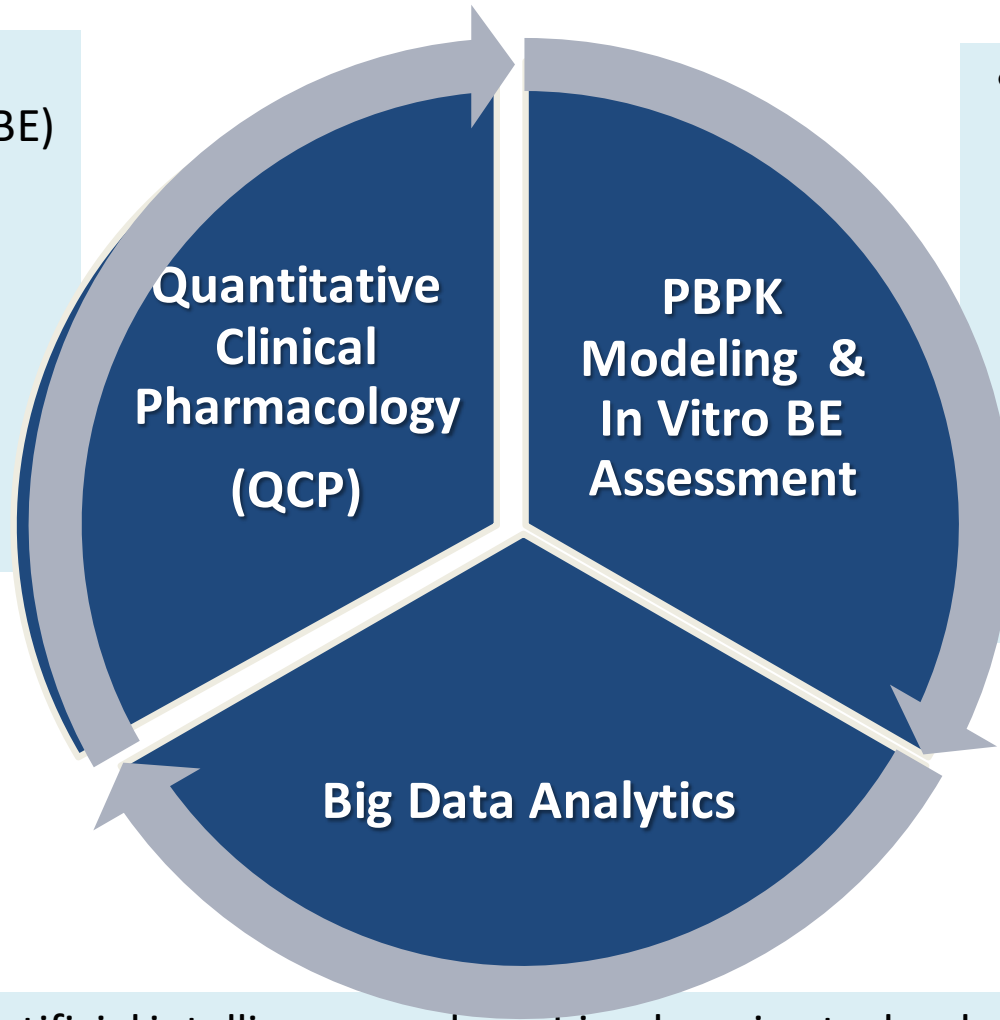 BE)
Quantitative
Clinical
Pharmacology
(QCP)
PBPK
Modeling &
In Vitro BE
Assessment
Big Data Analytics